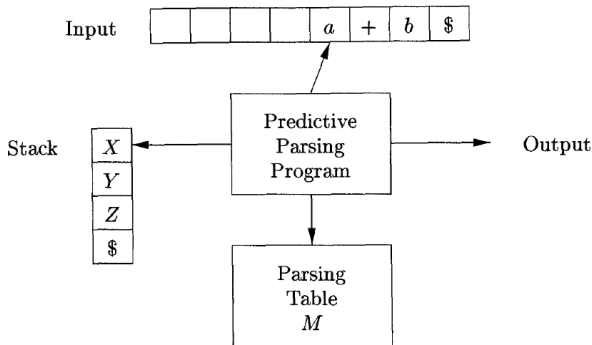 Input
a + b $
Predictive
Parsing
Program
Stack
X
Y
Z
$
Output
Parsing
Table
M